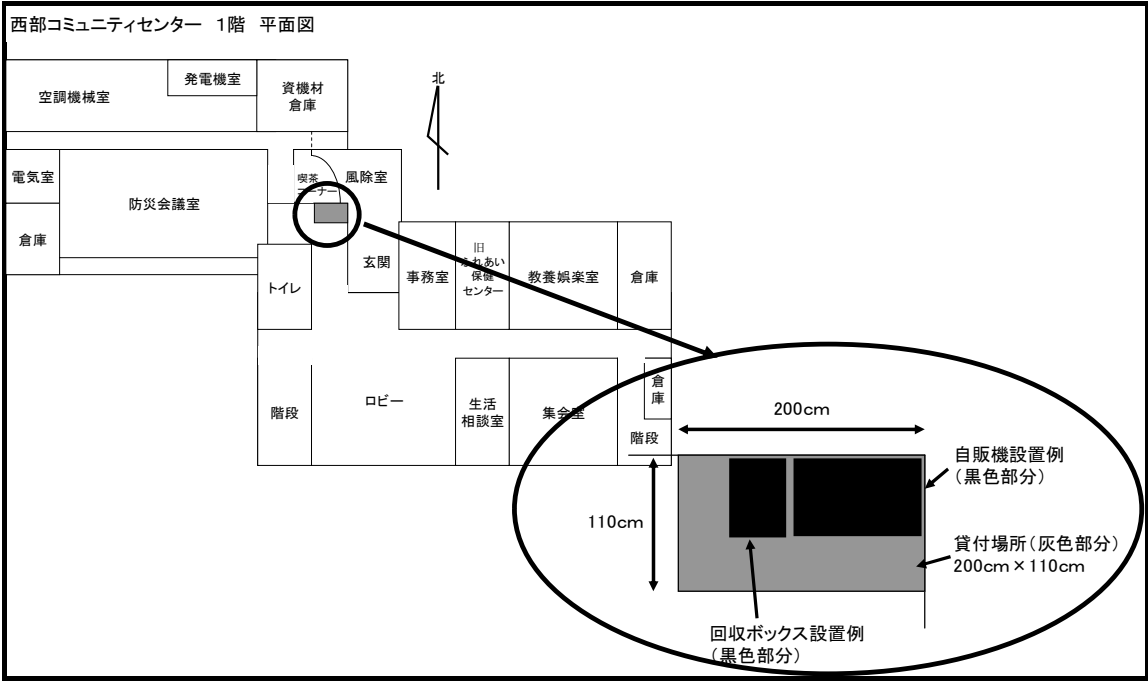 西部コミュニティセンター 1階 平面図
発電機室
空調機械室
資機材
倉庫
北
電気室
防災会議室
喫茶
コーナー
風除室
倉庫
トイレ
玄関
事務室
旧
ふれあい
保健
センター
教養娯楽室
倉庫
階段
ロビー
生活
相談室
集会室
倉
庫
階段
200cm
110cm
自販機設置例
(黒色部分)
貸付場所(灰色部分)
200cm×110cm
回収ボックス設置例
(黒色部分)